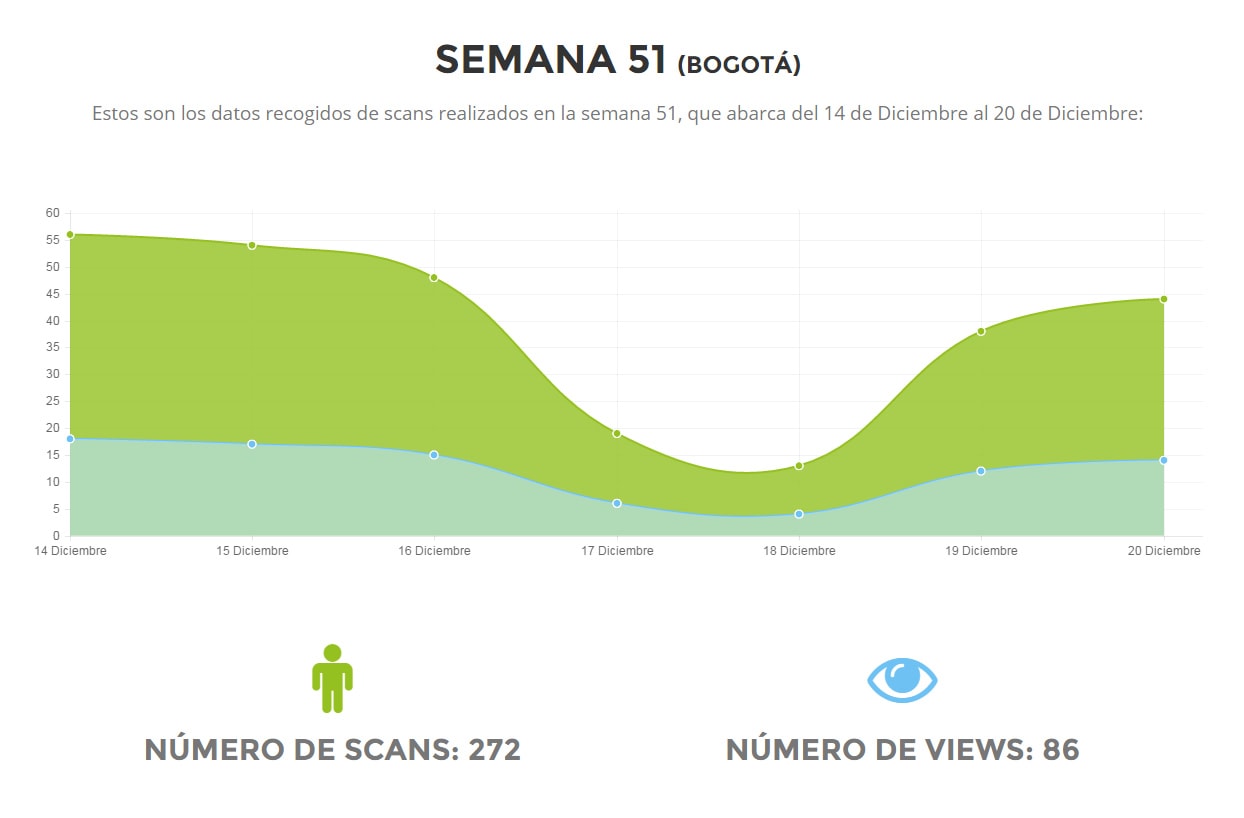 SEMANA 51 (BOGOTÁ)
Estos son los datos recogidos de scans realizados en la semana 51, que abarca del 14 de Diciembre al 20 de Diciembre:
60
55
50
45
40
35
30
25
20
15
10
5
0
14 Diciembre 15 Diciembre 16 Diciembre 17 Diciembre 18 Diciembre 19 Diciembre 20 Diciembre
NÚMERO DE SCANS: 272
NÚMERO DE VIEWS: 86